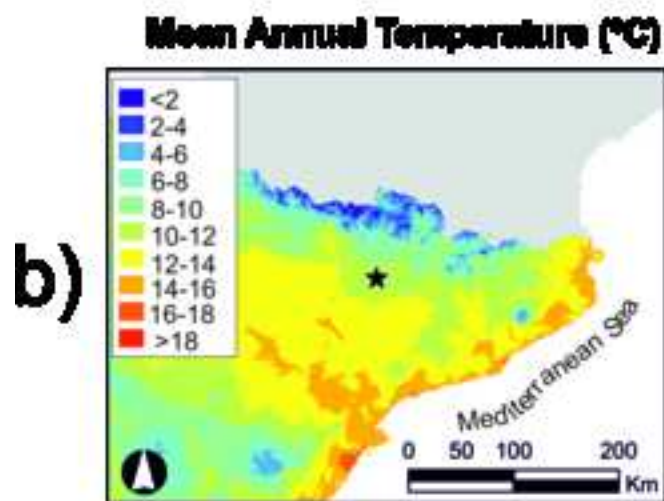 Mean Annual Temperature (ºC)
<2
2-4
4-6
6-8
8-10
10-12
12-14
14-16
16-18
>18
b)
Mediterranean Sea
0 50 100 200
Km